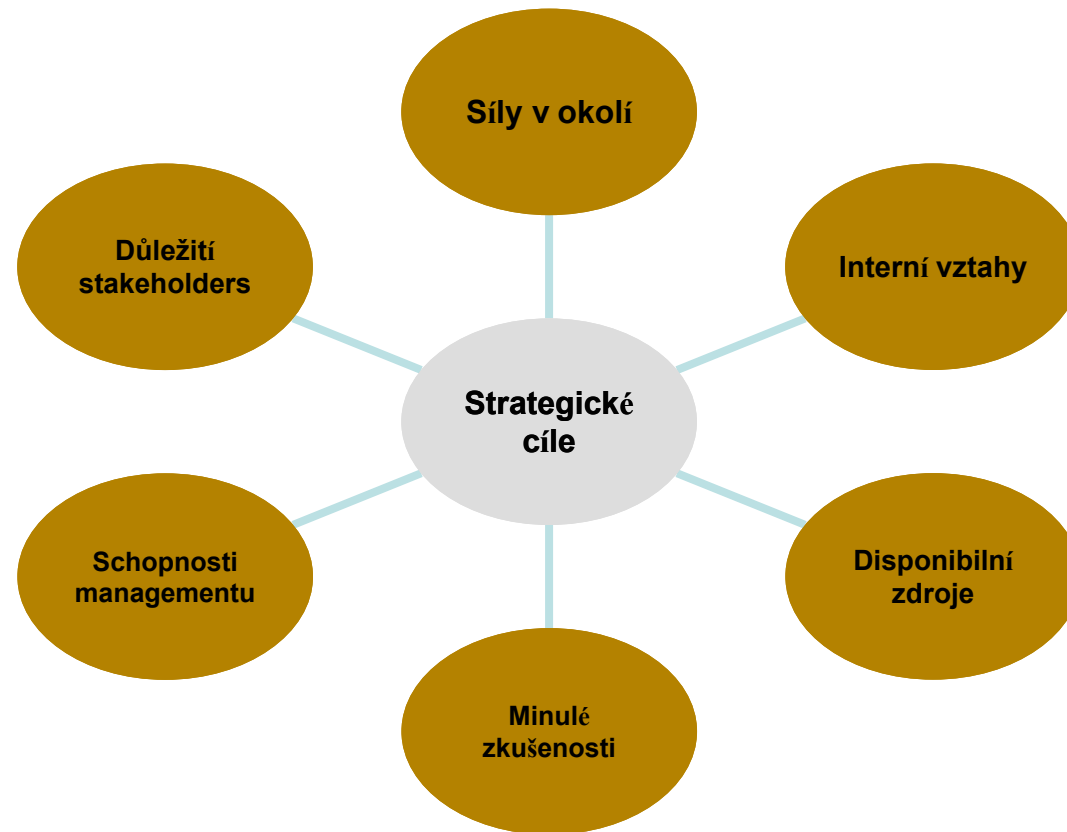 Síly v okolí
Důležití
stakeholders
Interní vztahy
Strategické
cíle
Schopnosti
managementu
Disponibilní
zdroje
Minulé
zkušenosti